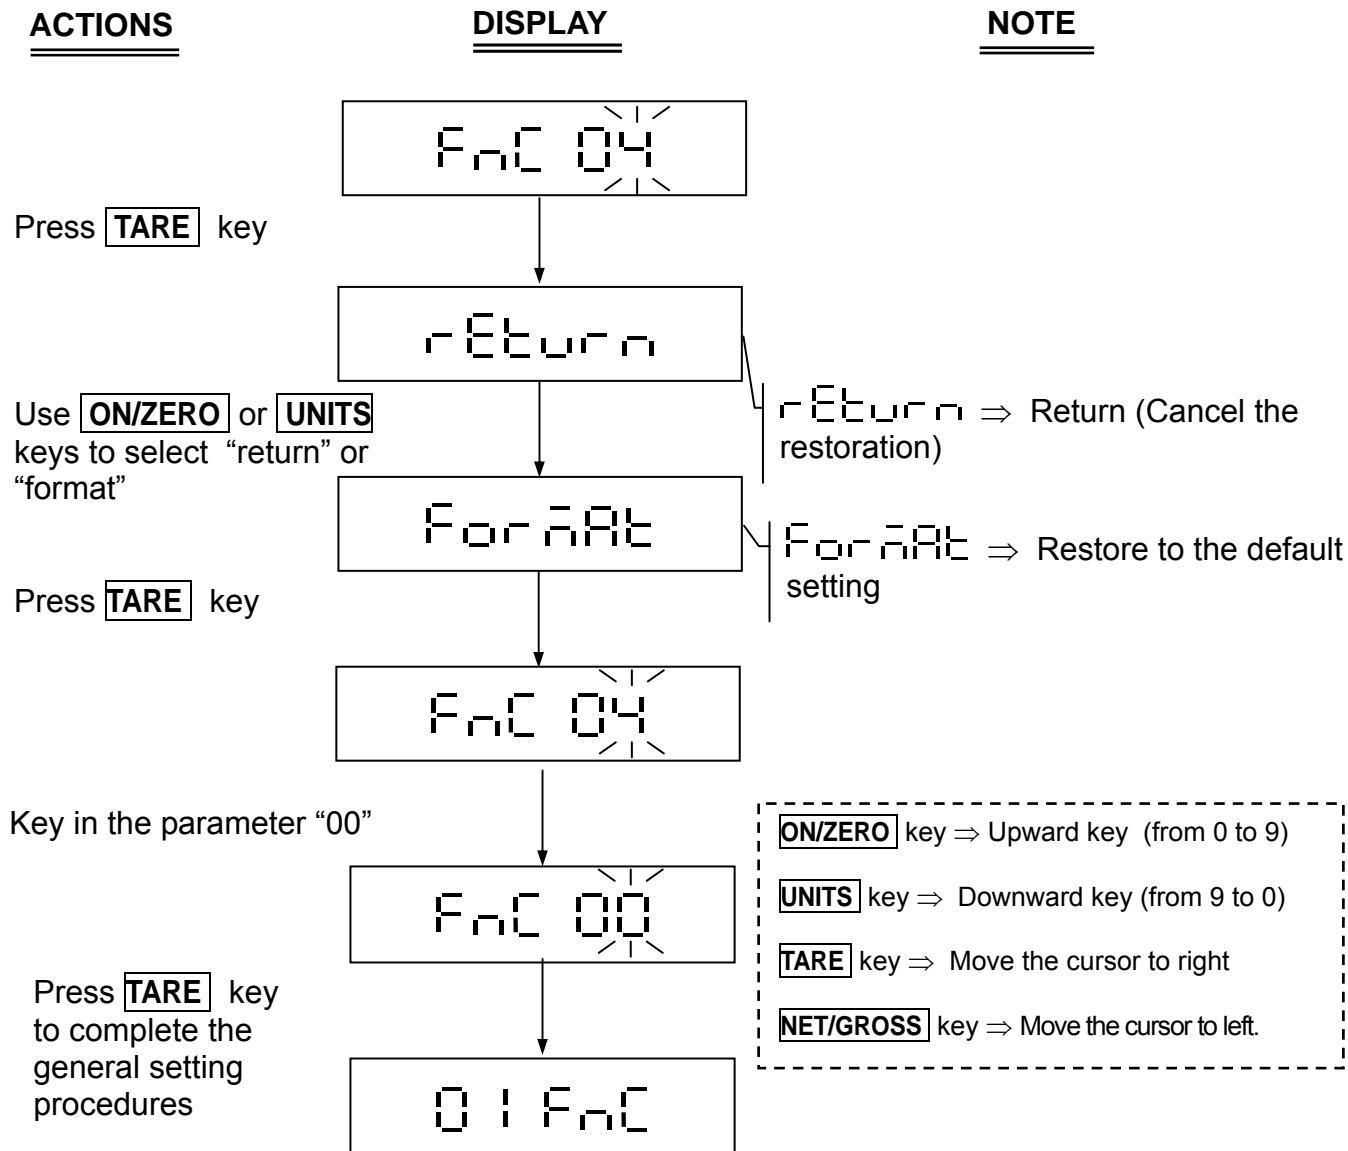 ACTIONS DISPLAY NOTE
FnC 04
Press TARE key
rEturn
Use ON/ZERO or UNITS
keys to select “return” or
“format”
rEturn ⇒ Return (Cancel the
restoration)
FormAt
FormAt ⇒ Restore to the default
setting
Press TARE key
FnC 04
Key in the parameter “00”
FnC 00
Press TARE key
to complete the
general setting
procedures
01 FnC
ON/ZERO key ⇒ Upward key (from 0 to 9)
UNITS key ⇒ Downward key (from 9 to 0)
TARE key ⇒ Move the cursor to right
NET/GROSS key ⇒ Move the cursor to left.